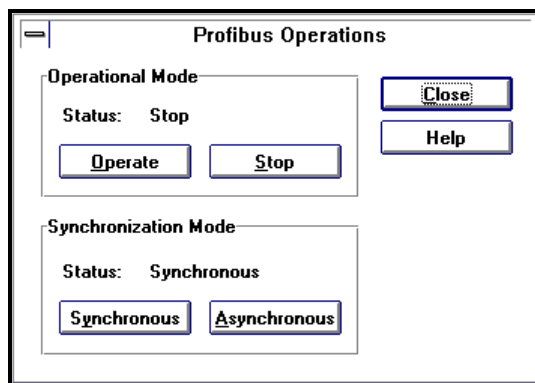 Profibus Operations
Operational Mode
Status: Stop
Operate Stop
Close
Help
Synchronization Mode
Status: Synchronous
Synchronous Asynchronous